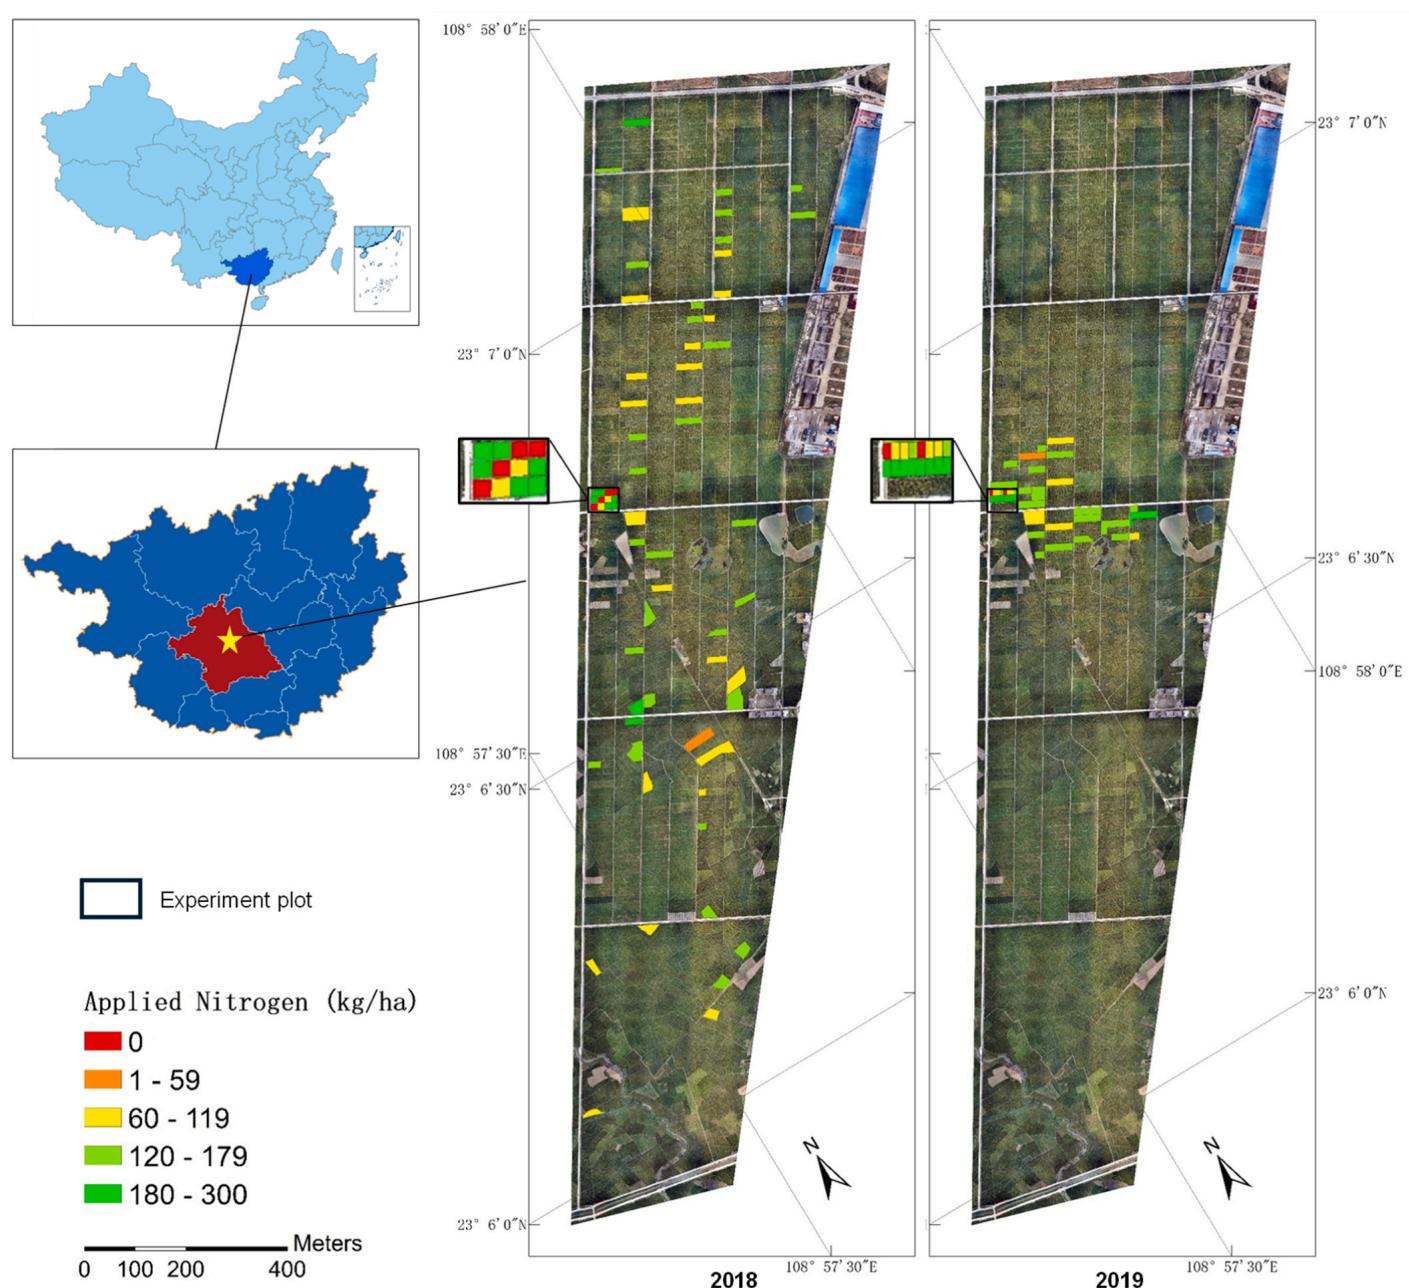 108° 58′0″E
23° 7′0″N
23° 7′0″N
23° 6′30″N
108° 58′0″E
108° 57′30″E
23° 6′30″N
Experiment plot
Applied Nitrogen (kg/ha)
0
1 - 59
60 - 119
120 - 179
180 - 300
23° 6′0″N
N
N
23° 6′0″N
Meters
0 100 200 400
108° 57′30″E
108° 57′30″E
2018
2019